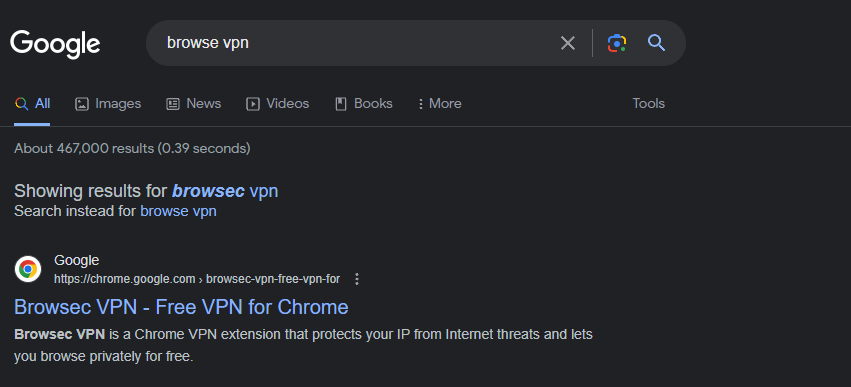 Google
browse vpn
All Images News Videos Books More Tools
About 467,000 results (0.39 seconds)
Showing results for browsec vpn
Search instead for browse vpn
Google
https://chrome.google.com › browsec-vpn-free-vpn-for
Browsec VPN - Free VPN for Chrome
Browsec VPN is a Chrome VPN extension that protects your IP from Internet threats and lets
you browse privately for free.